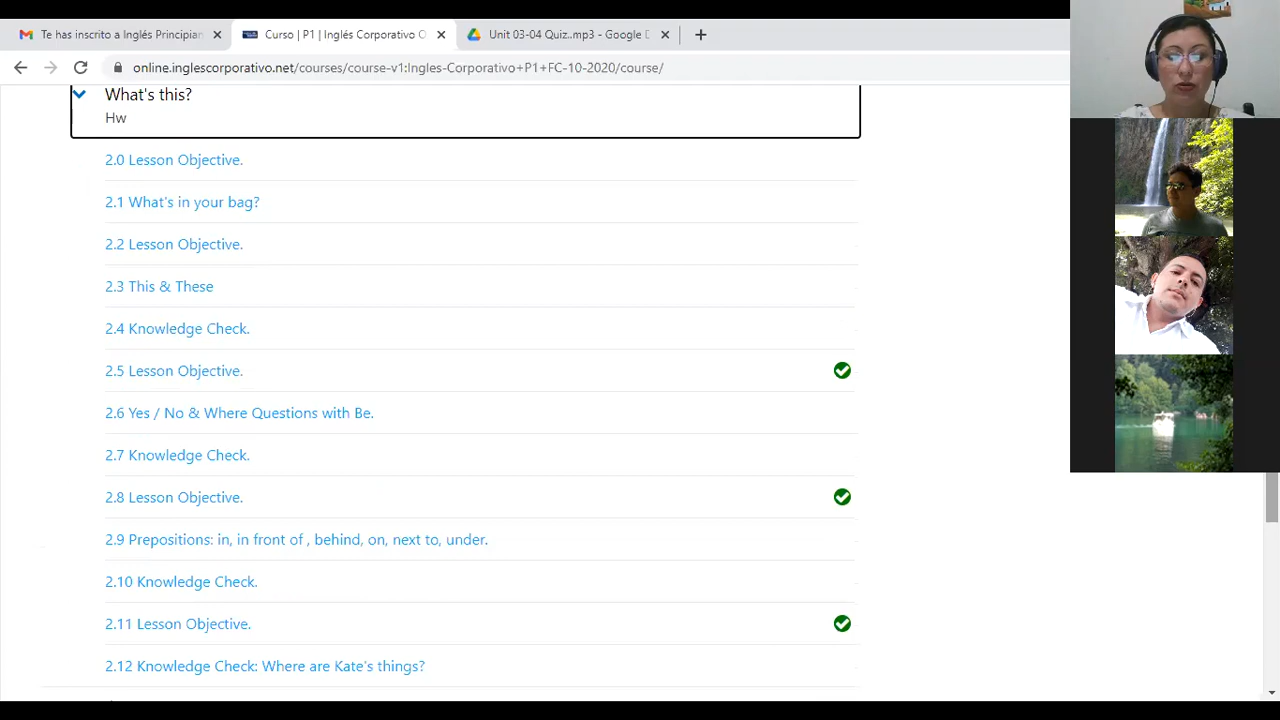 Te has inscrito a Inglés Principian
Curso | P1 | Inglés Corporativo O
Unit 03-04 Quiz..mp3 - Google D
online.inglescorporativo.net/courses/course-v1:Ingles-Corporativo+P1+FC-10-2020/course/
What's this?
Hw
2.0 Lesson Objective.
2.1 What's in your bag?
2.2 Lesson Objective.
2.3 This & These
2.4 Knowledge Check.
2.5 Lesson Objective.
2.6 Yes / No & Where Questions with Be.
2.7 Knowledge Check.
2.8 Lesson Objective.
2.9 Prepositions: in, in front of , behind, on, next to, under.
2.10 Knowledge Check.
2.11 Lesson Objective.
2.12 Knowledge Check: Where are Kate's things?